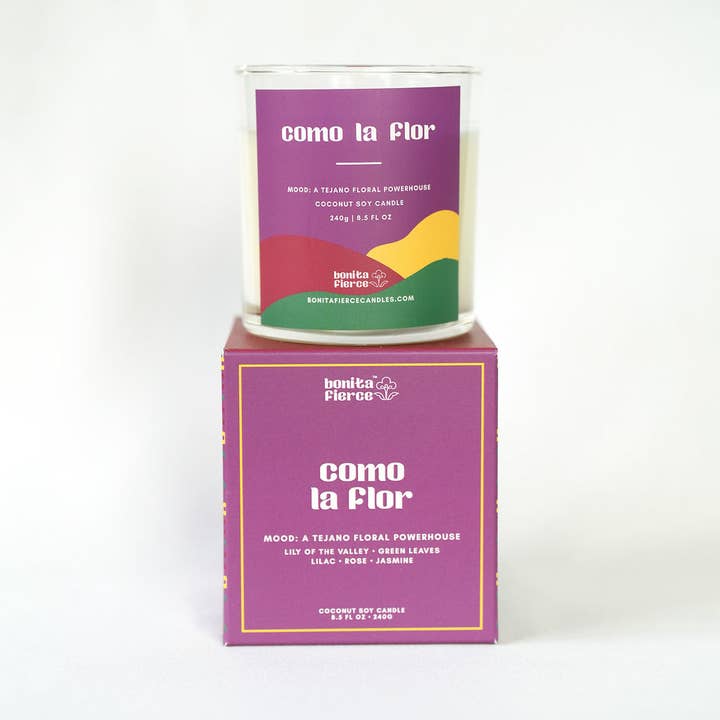 como la flor
MOOD: A TEJANO FLORAL POWERHOUSE
COCONUT SOY CANDLE
240g | 8.5 FL OZ
bonita
fierce
BONITAFIERCECANDLES.COM
bonita™
fierce
como
la flor
MOOD: A TEJANO FLORAL POWERHOUSE
LILY OF THE VALLEY • GREEN LEAVES
LILAC • ROSE • JASMINE
COCONUT SOY CANDLE
8.5 FL OZ • 240G